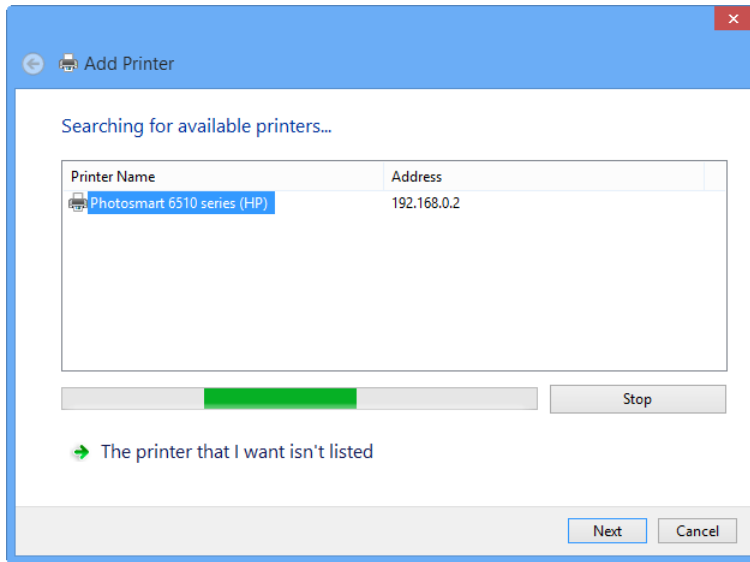 Add Printer
Searching for available printers...
Printer Name Address
Photosmart 6510 series (HP) 192.168.0.2
Stop
The printer that I want isn't listed
Next Cancel